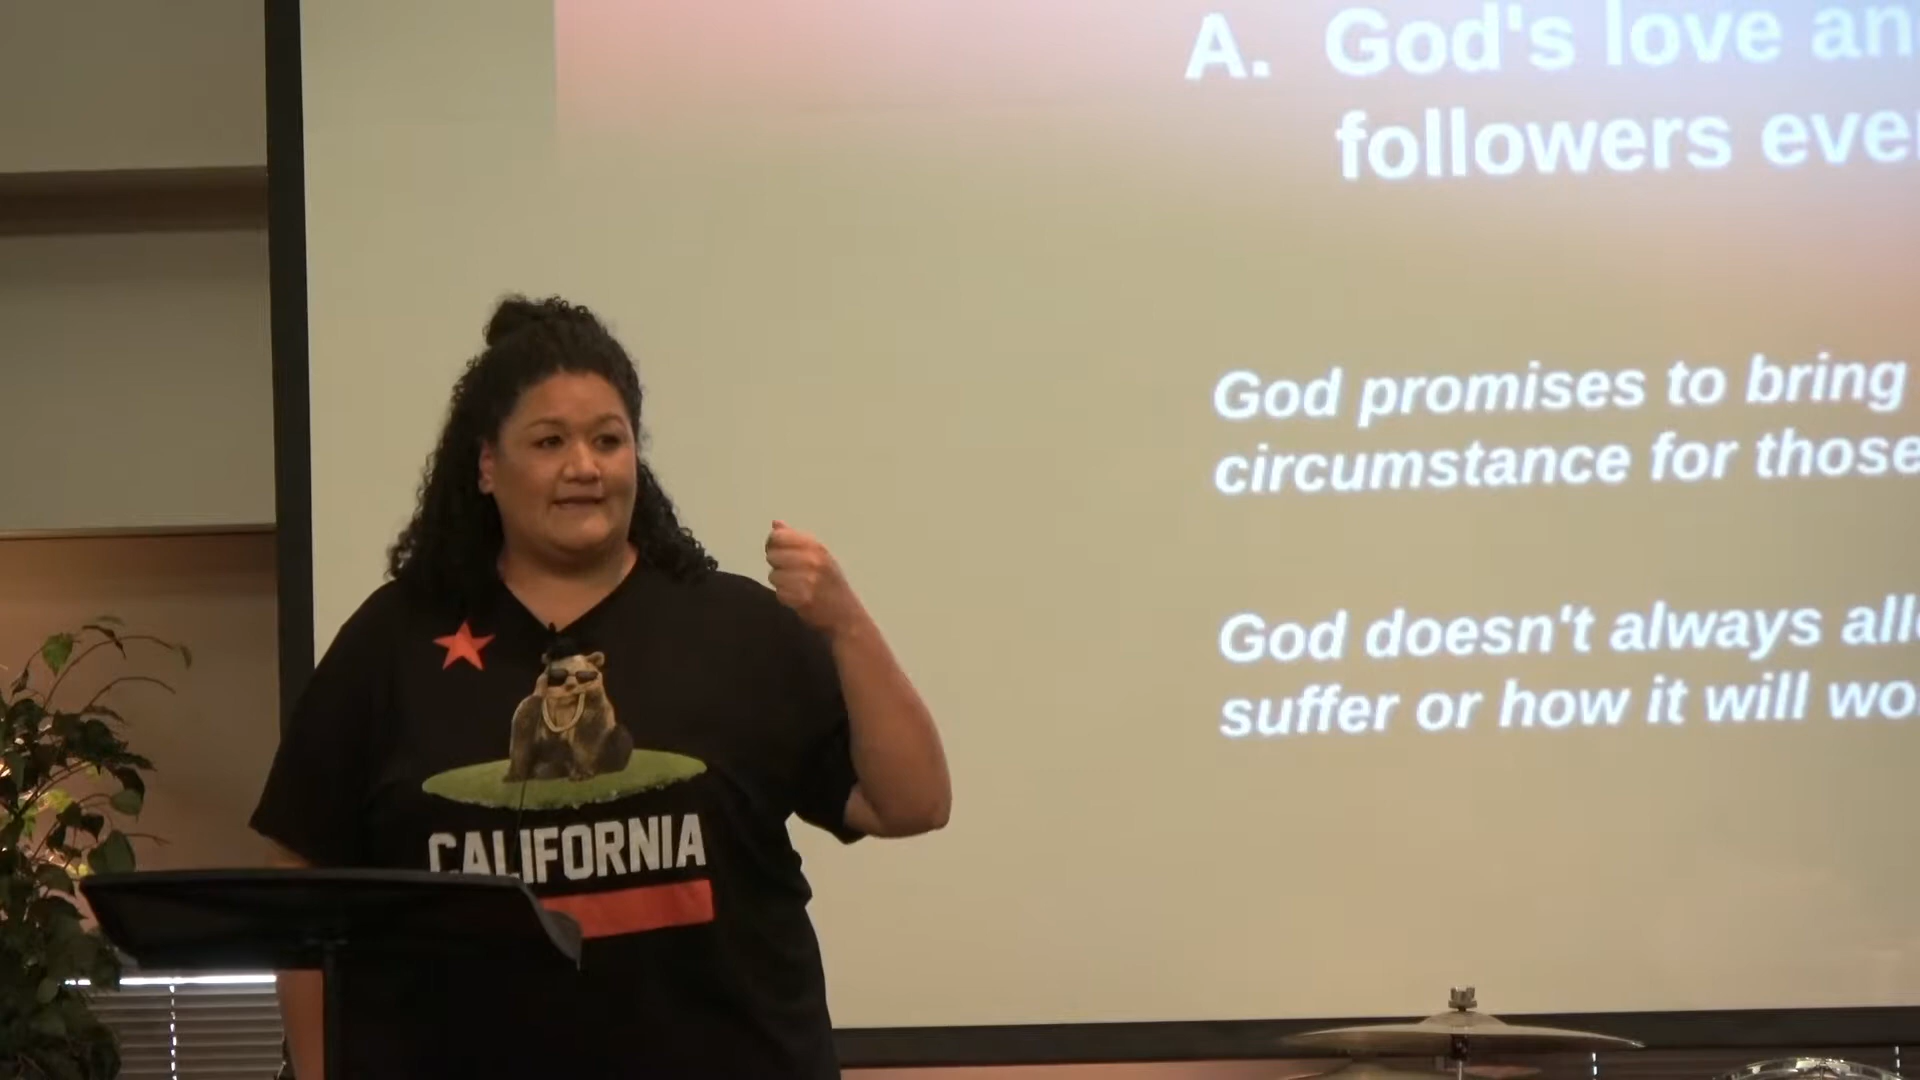 A. God's love an
followers eve
God promises to bring
circumstance for those
God doesn't always all
suffer or how it will wo
CALIFORNIA